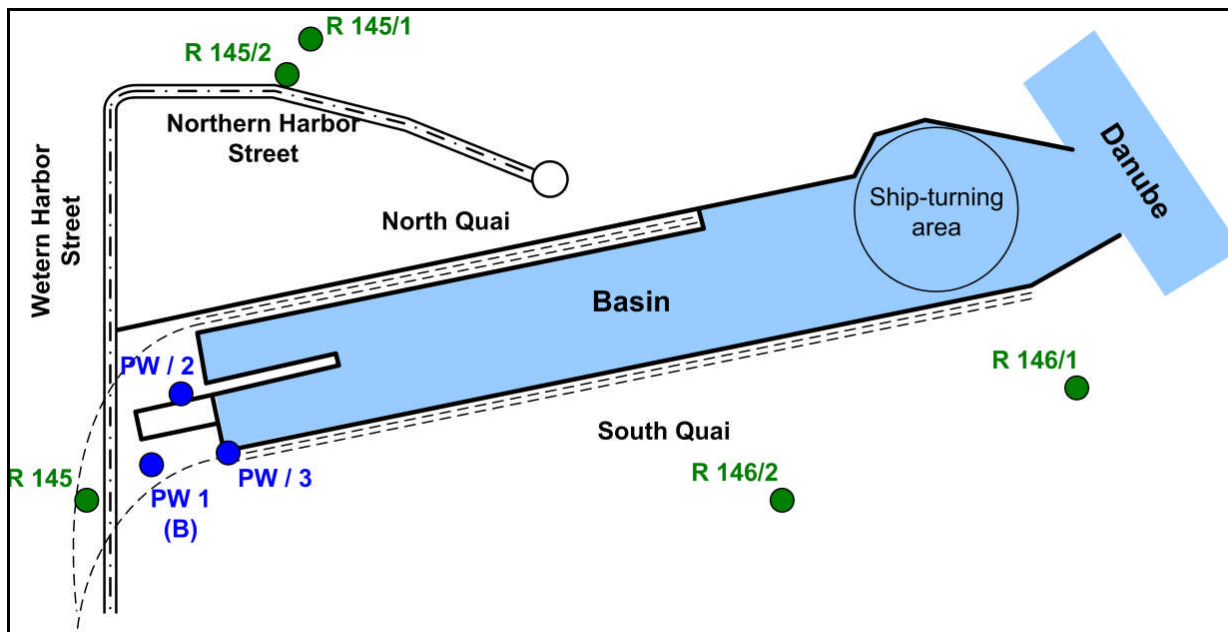 R 145/1
R 145/2
Northern Harbor
Street
Wetern Harbor
Street
North Quai
Ship-turning
area
Danube
Basin
PW / 2
R 146/1
South Quai
R 145
PW / 3
R 146/2
PW 1
(B)